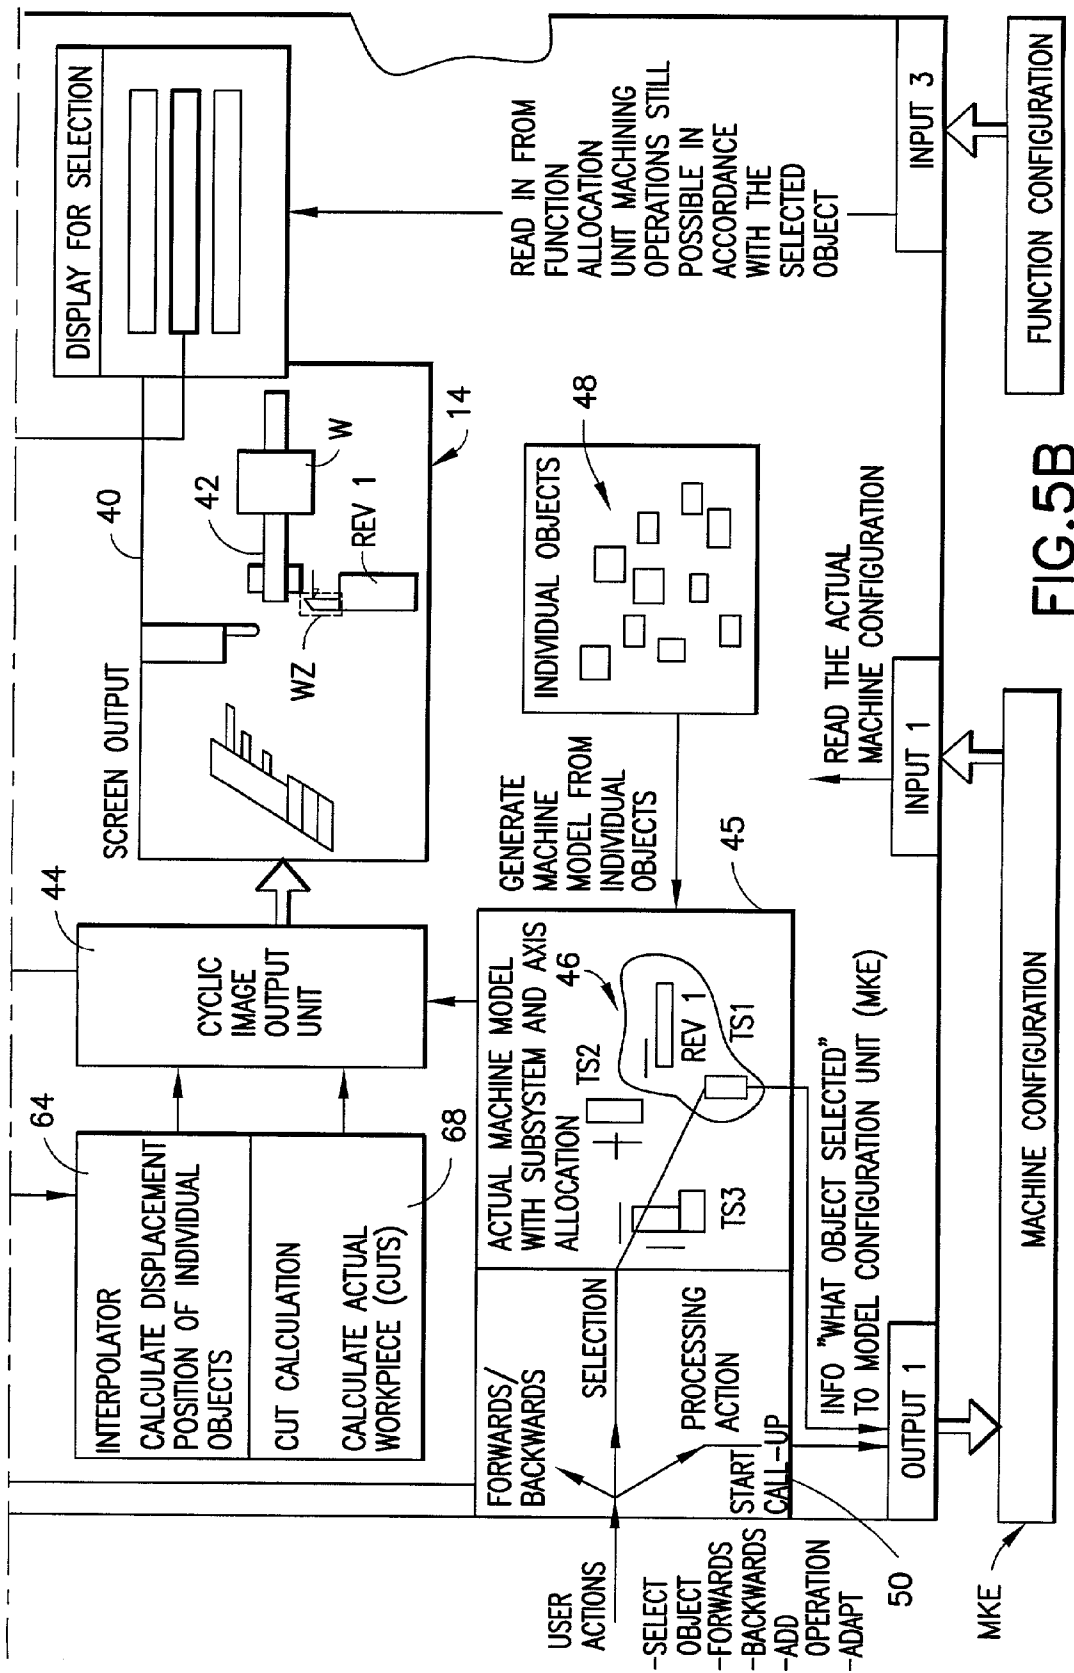 64
INTERPOLATOR
CALCULATE DISPLACEMENT
POSITION OF INDIVIDUAL
OBJECTS
CUT CALCULATION
CALCULATE ACTUAL
WORKPIECE (CUTS)
68
44
CYCLIC
IMAGE
OUTPUT
UNIT
SCREEN OUTPUT
40
42
W
REV 1
WZ
14
DISPLAY FOR SELECTION
USER
ACTIONS
-SELECT
OBJECT
-FORWARDS
-BACKWARDS
-ADD
OPERATION
-ADAPT
FORWARDS/
BACKWARDS
SELECTION
PROCESSING
ACTION
START
CALL-UP
50
ACTUAL MACHINE MODEL
WITH SUBSYSTEM AND AXIS
ALLOCATION
TS2
46
REV 1
TS1
TS3
45
GENERATE
MACHINE
MODEL FROM
INDIVIDUAL
OBJECTS
INDIVIDUAL OBJECTS
48
READ IN FROM
FUNCTION
ALLOCATION
UNIT MACHINING
OPERATIONS STILL
POSSIBLE IN
ACCORDANCE
WITH THE
SELECTED
OBJECT
INFO "WHAT OBJECT SELECTED"
TO MODEL CONFIGURATION UNIT (MKE)
READ THE ACTUAL
MACHINE CONFIGURATION
OUTPUT 1
INPUT 1
INPUT 3
MKE
MACHINE CONFIGURATION
FUNCTION CONFIGURATION
FIG.5B